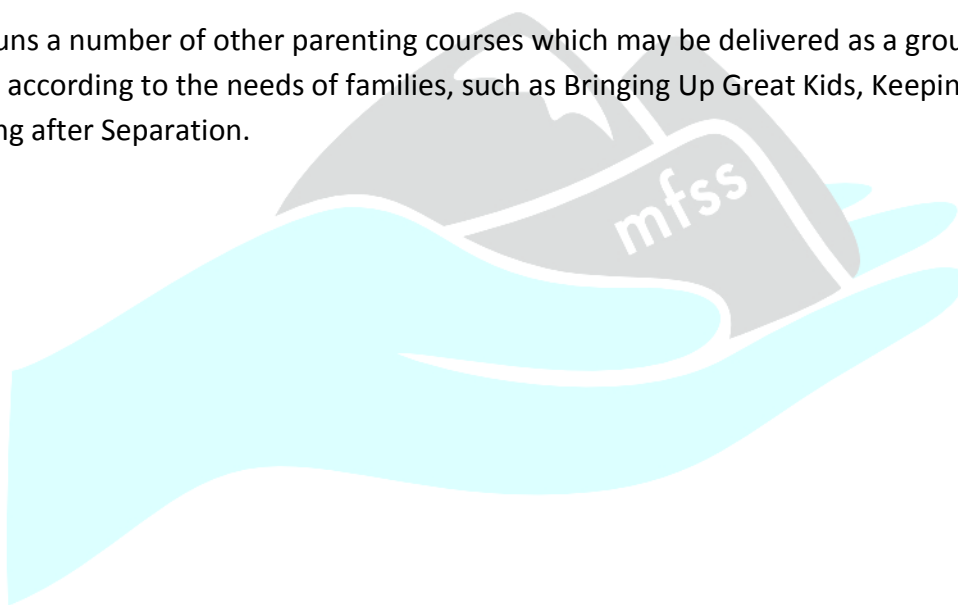 uns a number of other parenting courses which may be delivered as a grou
according to the needs of families, such as Bringing Up Great Kids, Keepin
ng after Separation.
mfss